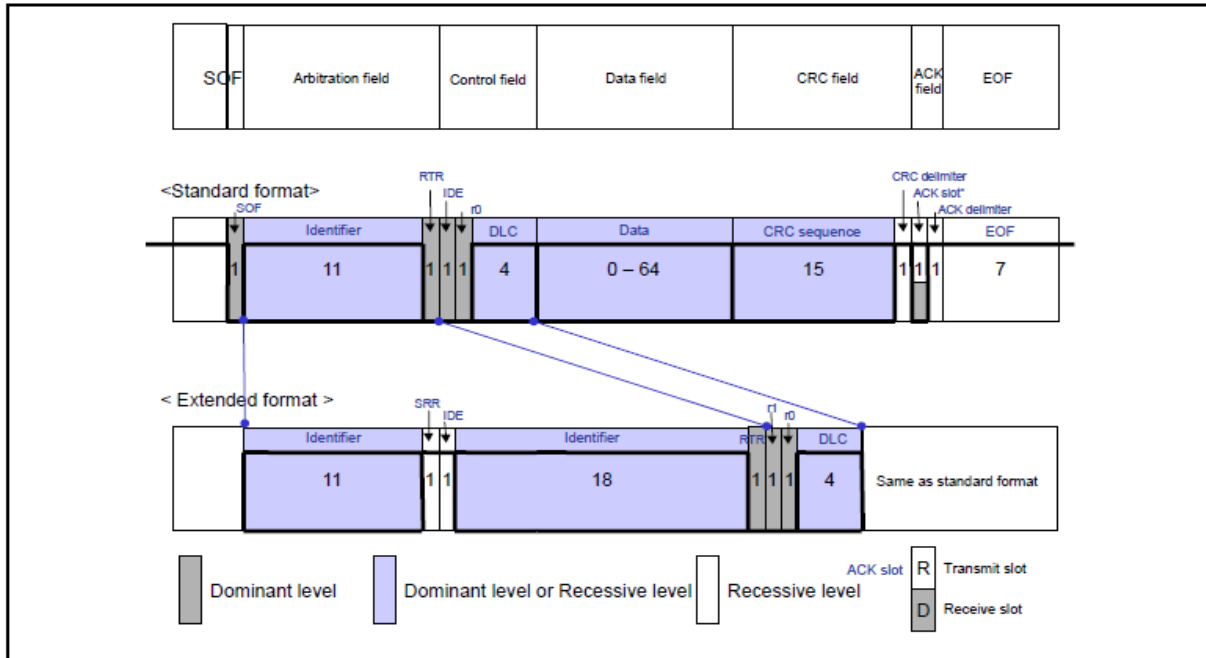 SOF Arbitration field Control field Data field CRC field ACK field EOF
<Standard format>
RTR
IDE
r0
CRC delimiter
ACK slot"
ACK delimiter
SOF
Identifier DLC Data CRC sequence EOF
1 11 1 1 1 4 0 – 64 15 1 1 1 7
< Extended format >
SRR
IDE
r1
r0
Identifier Identifier RTR DLC
11 1 1 18 1 1 1 4 Same as standard format
Dominant level
Dominant level or Recessive level
Recessive level
ACK slot R Transmit slot
D Receive slot